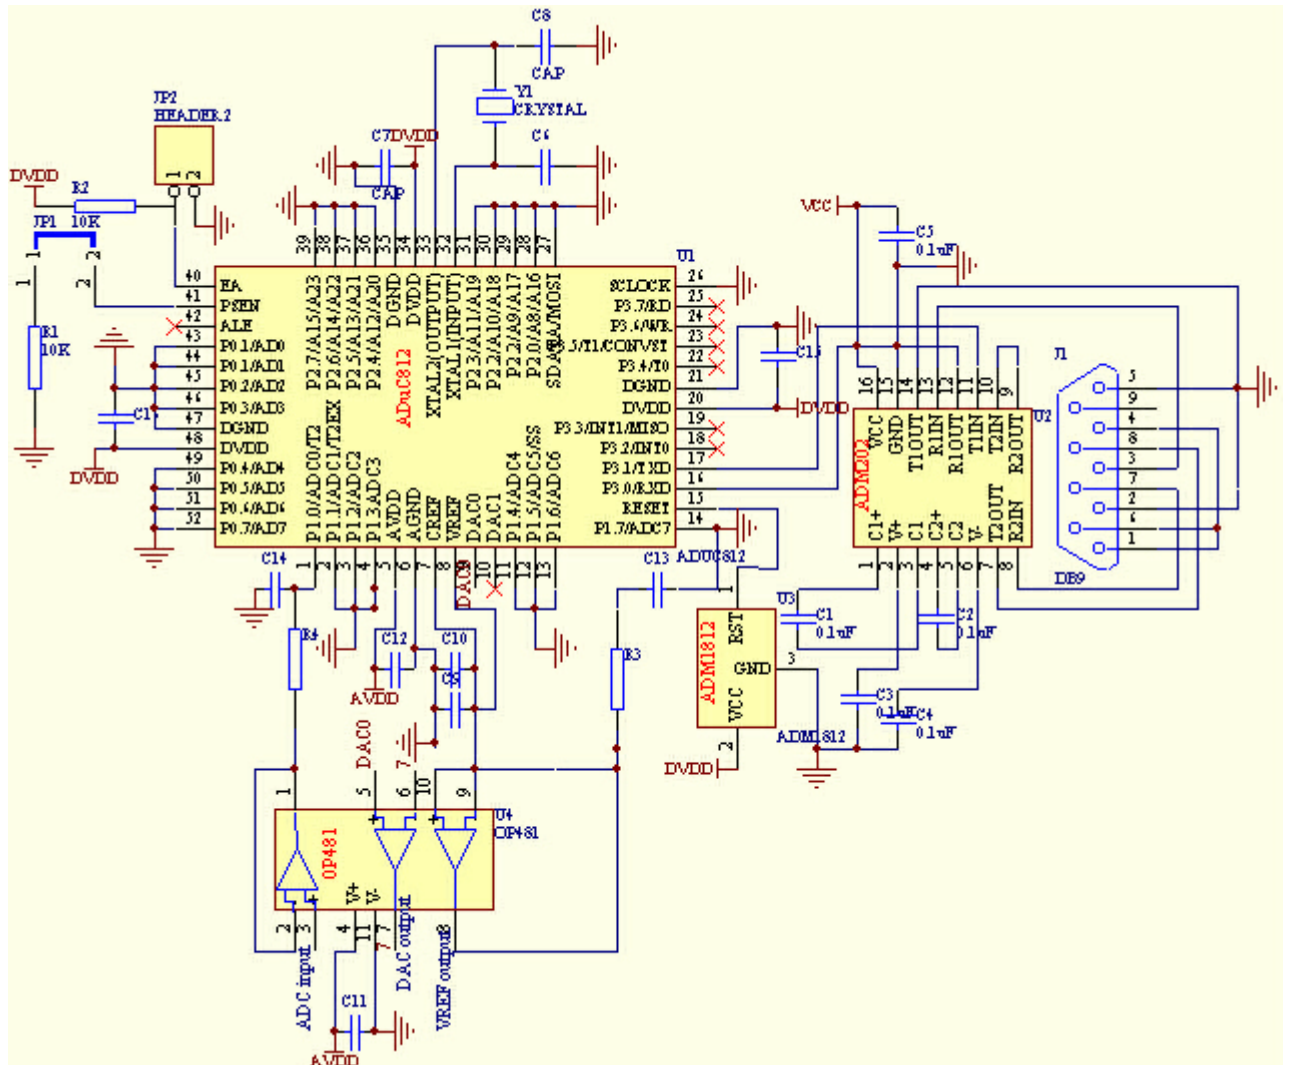 C8
CAP
Y1
CRYSTAL
JP2
HEADER 2
1 2
C7
DVDD
CAP
C6
DVDD
R2
10K
JP1
1 2
1 2
R1
10K
39 38 37 36 35 34 33 32 31 30 29 28 27
U1
P2.7/A15/A23
P2.6/A14/A22
P2.5/A13/A21
P2.4/A12/A20
DGND
DVDD
XTAL2(OUTPUT)
XTAL1(INPUT)
P2.3/A11/A19
P2.2/A10/A18
P2.2/A9/A17
P2.0/A8/A16
SDATA/MOSI
40 EA
41 PSEN
42 ALE
43 P0.1/AD0
44 P0.1/AD1
45 P0.2/AD2
46 P0.3/AD3
47 DGND
48 DVDD
49 P0.4/AD4
50 P0.5/AD5
51 P0.6/AD6
52 P0.7/AD7
DVDD
ADuC812
SCLOCK 26
P3.7/RD 25
P3.6/WR 24
3.5/T1/CONVST 23
P3.4/T0 22
DGND 21
DVDD 20
P3.3/INT1/MISO 19
P3.2/INT0 18
P3.1/TXD 17
P3.0/RXD 16
RESET 15
P1.7/ADC7 14
ADUC812
P1.0/ADC0/T2
P1.1/ADC1/T2EX
P1.2/ADC2
P1.3/ADC3
AVDD
AGND
CREF
VREF
DAC0
DAC1
P1.4/ADC4
P1.5/ADC5/SS
P1.6/ADC6
1 2 3 4 5 6 7 8 9 10 11 12 13
DAC0
C15
DVDD
VCC
C5
0.1uF
16 15 14 13 12 11 10 9
U2
ADM202
VCC
GND
T1OUT
R1IN
R1OUT
T1IN
T2IN
R2OUT
C1+
V+
C1
C2+
C2
V-
T2OUT
R2IN
1 2 3 4 5 6 7 8
J1
5
9
4
8
3
7
2
6
1
DB9
C14
R4
C12
AVDD
C10
C13
R3
U3
1
RST
GND
VCC
3
2
ADM1812
ADM1812
DVDD
C1
0.1uF
C2
0.1uF
C3
0.1uF
C4
0.1uF
DAC0
7
1 5 6 10 9
U4
OP481
OP481
V+
V-
2 3 4 11 7 8
7
ADC input
DAC output
VREF output
C11
AVDD